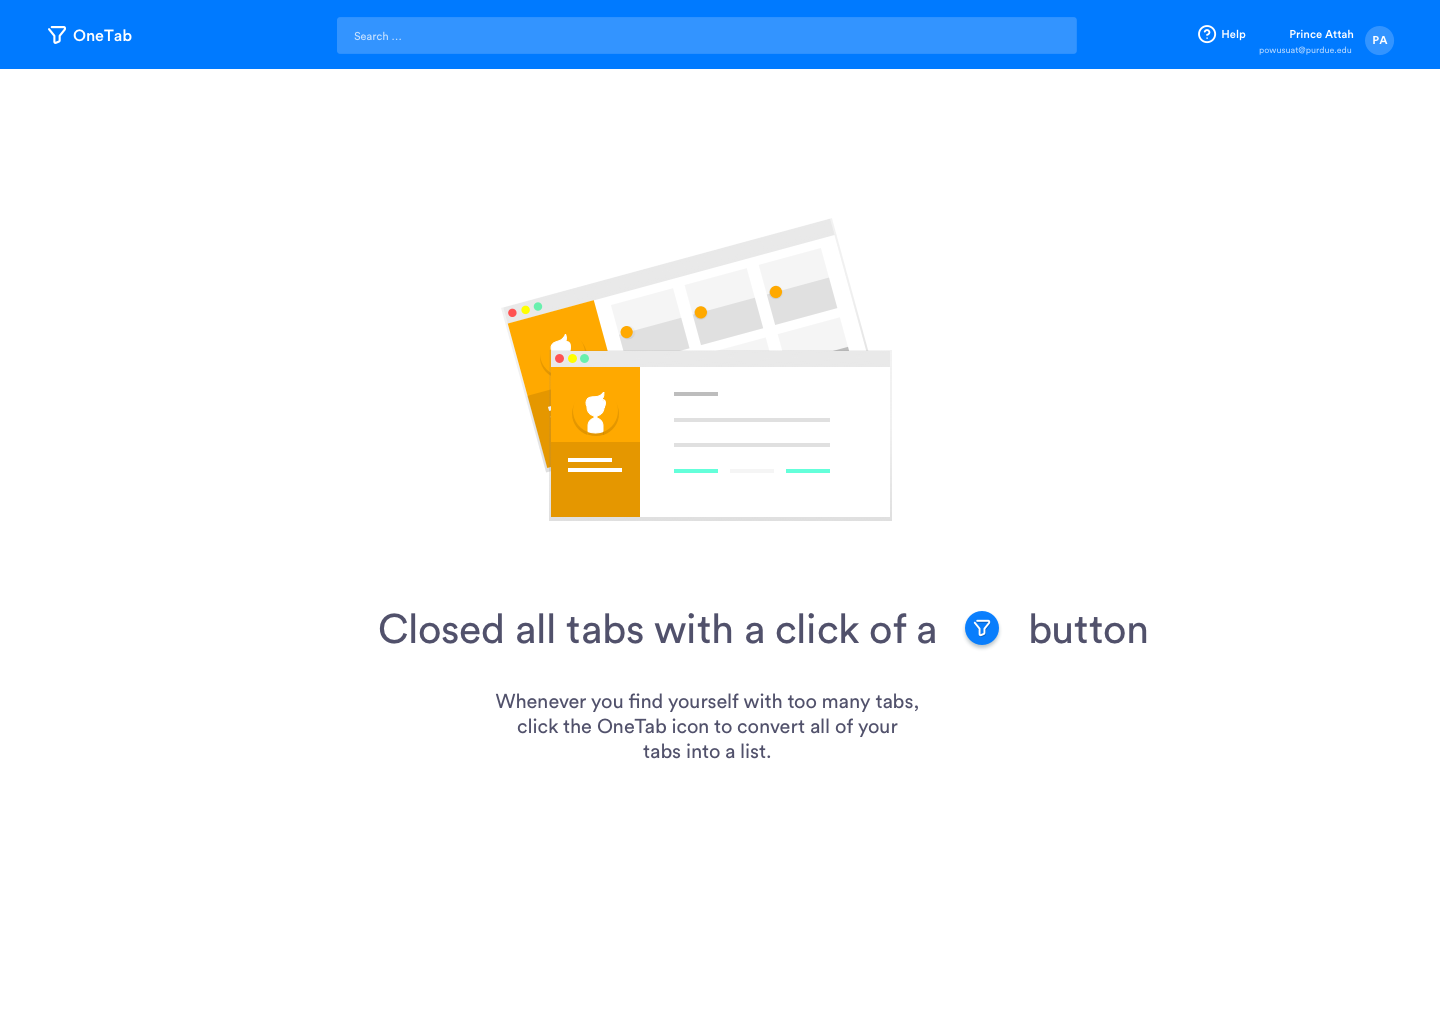 OneTab
Search ...
Help
Prince Attah
powusuat@purdue.edu
PA
Closed all tabs with a click of a button
Whenever you find yourself with too many tabs,
click the OneTab icon to convert all of your
tabs into a list.